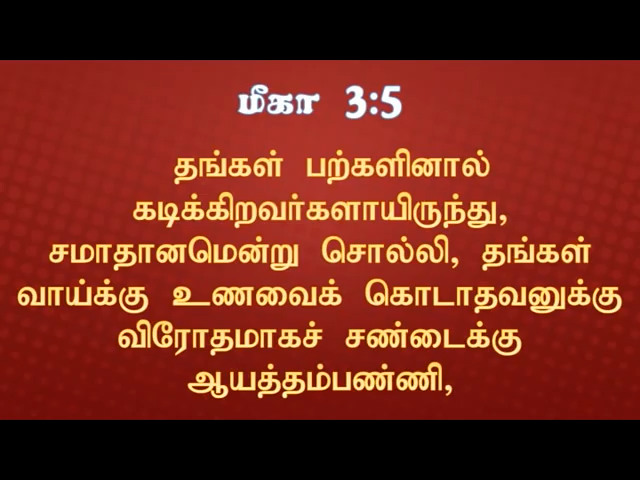 மீகா 3:5
தங்கள் பற்களினால்
கடிக்கிறவர்களாயிருந்து,
சமாதானமென்று சொல்லி, தங்கள்
வாய்க்கு உணவைக் கொடாதவனுக்கு
விரோதமாகச் சண்டைக்கு
ஆயத்தம்பண்ணி,